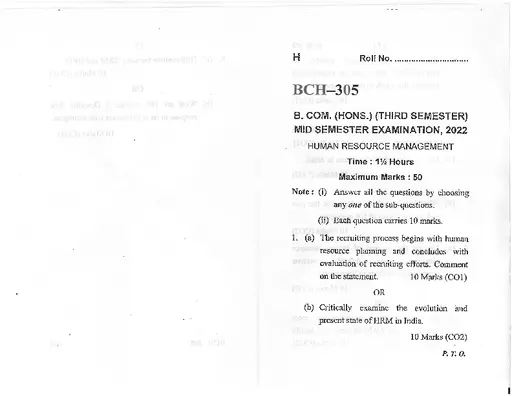 H Roll No. ..............................
BCH–305
B. COM. (HONS.) (THIRD SEMESTER)
MID SEMESTER EXAMINATION, 2022
HUMAN RESOURCE MANAGEMENT
Time : 1½ Hours
Maximum Marks : 50
Note : (i) Answer all the questions by choosing
any one of the sub-questions.
(ii) Each question carries 10 marks.
1. (a) The recruiting process begins with human
resource planning and concludes with
evaluation of recruiting efforts. Comment
on the statement. 10 Marks (CO1)
OR
(b) Critically examine the evolution and
present state of HRM in India.
10 Marks (CO2)
P. T. O.